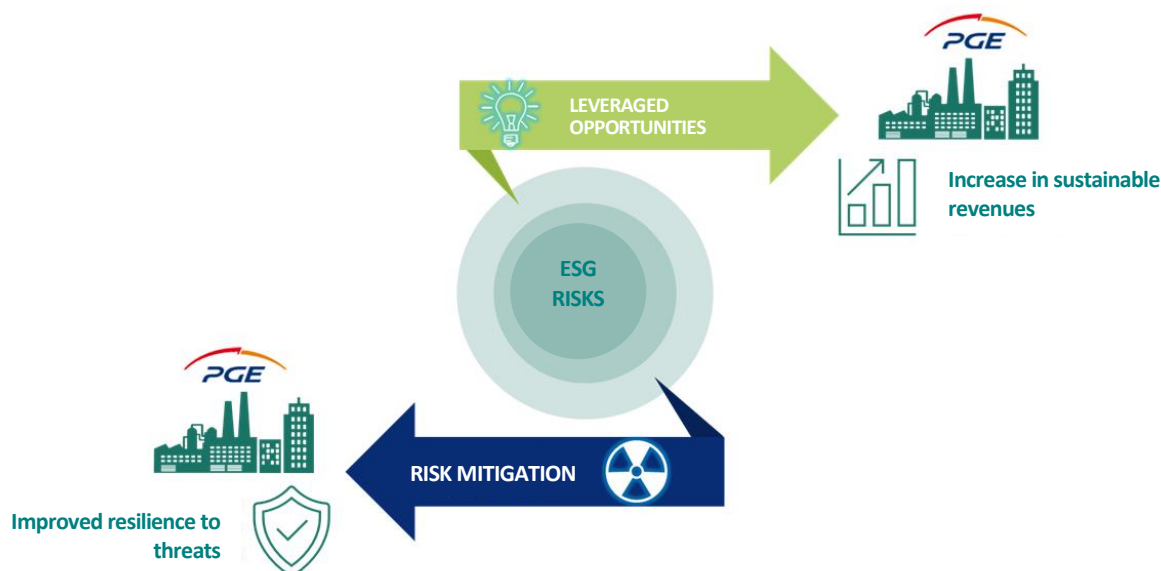 PGE
LEVERAGED
OPPORTUNITIES
Increase in sustainable
revenues
ESG
RISKS
PGE
RISK MITIGATION
Improved resilience to
threats